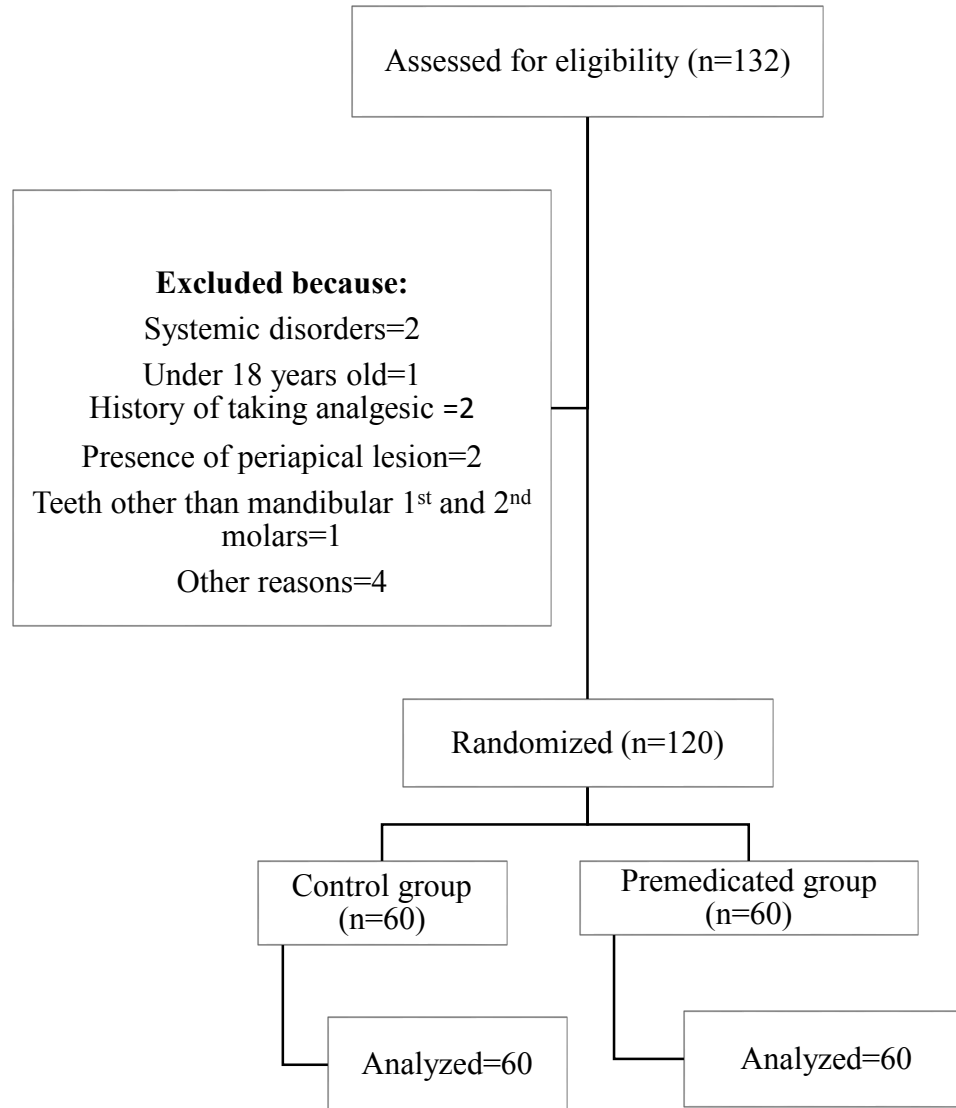 Assessed for eligibility (n=132)
Excluded because:
Systemic disorders=2
Under 18 years old=1
History of taking analgesic =2
Presence of periapical lesion=2
Teeth other than mandibular 1st and 2nd
molars=1
Other reasons=4
Randomized (n=120)
Control group
(n=60)
Premedicated group
(n=60)
Analyzed=60
Analyzed=60